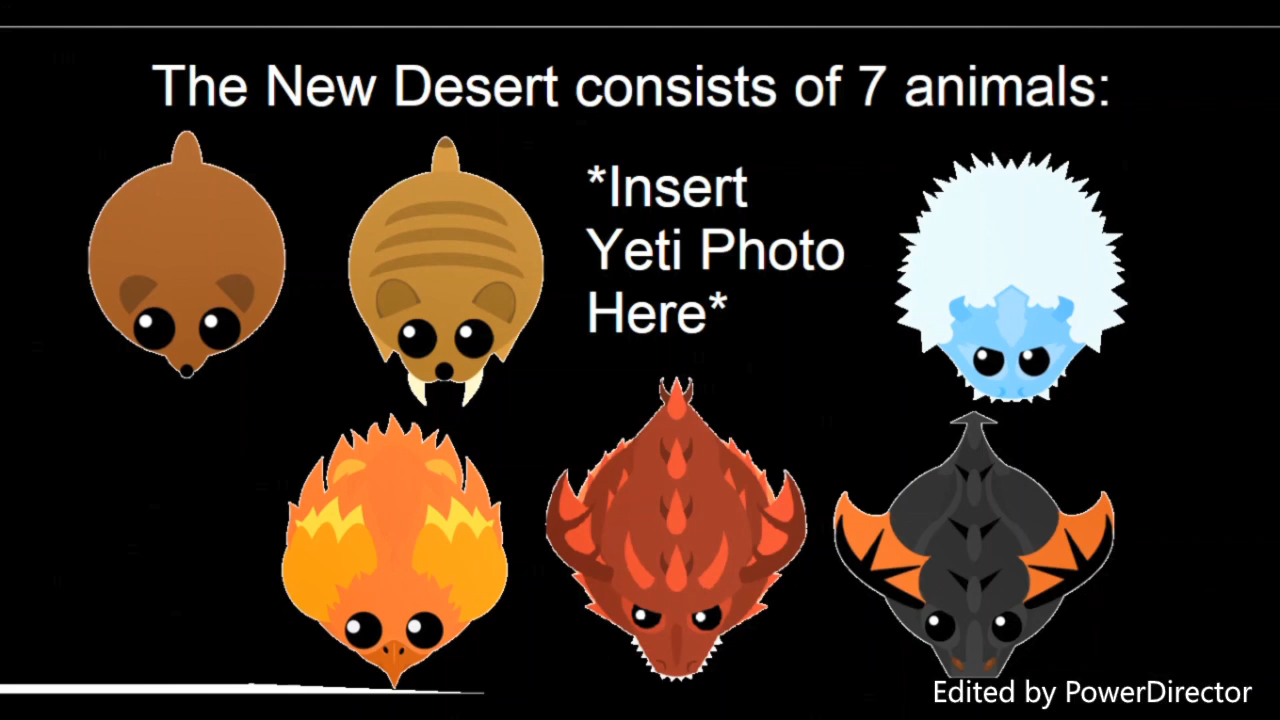 The New Desert consists of 7 animals:
*Insert
Yeti Photo
Here*
Edited by PowerDirector